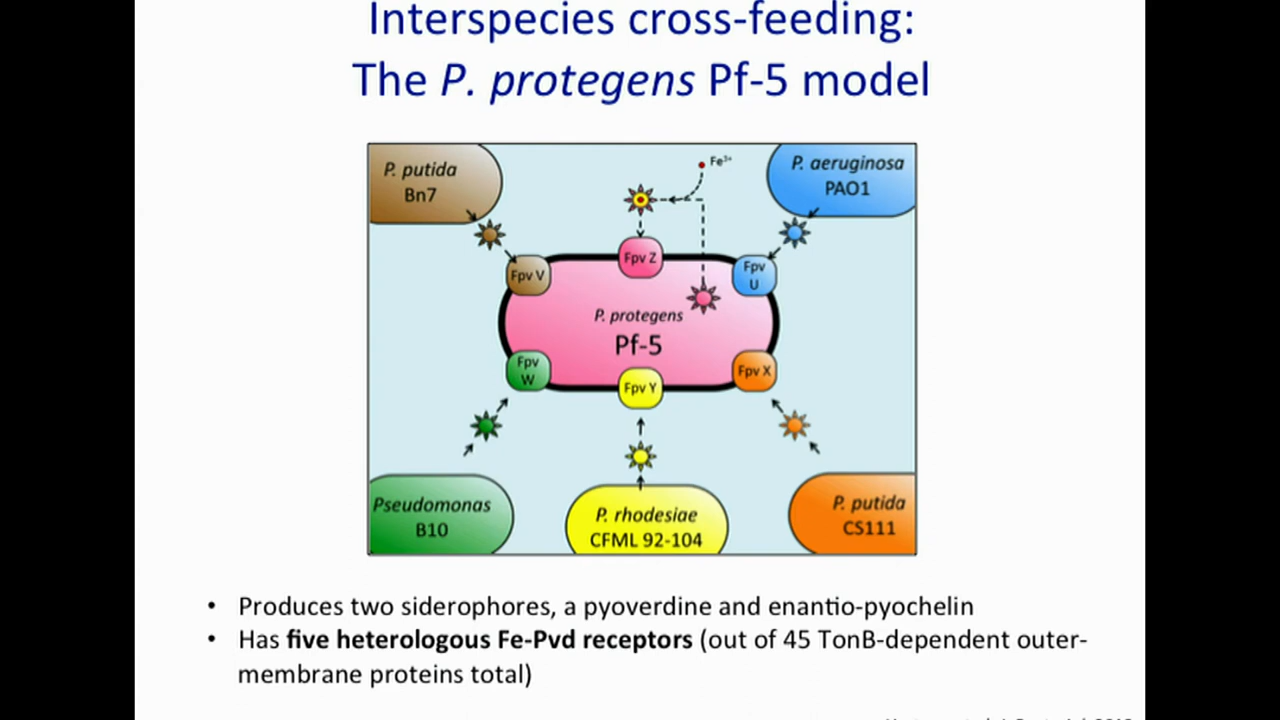 Interspecies cross-feeding:
The P. protegens Pf-5 model
P. putida
Bn7
Fe3+
P. aeruginosa
PAO1
Fpv V
Fpv Z
Fpv
U
P. protegens
Pf-5
Fpv
W
Fpv Y
Fpv X
Pseudomonas
B10
P. rhodesiae
CFML 92-104
P. putida
CS111
• Produces two siderophores, a pyoverdine and enantio-pyochelin
• Has five heterologous Fe-Pvd receptors (out of 45 TonB-dependent outer-
membrane proteins total)